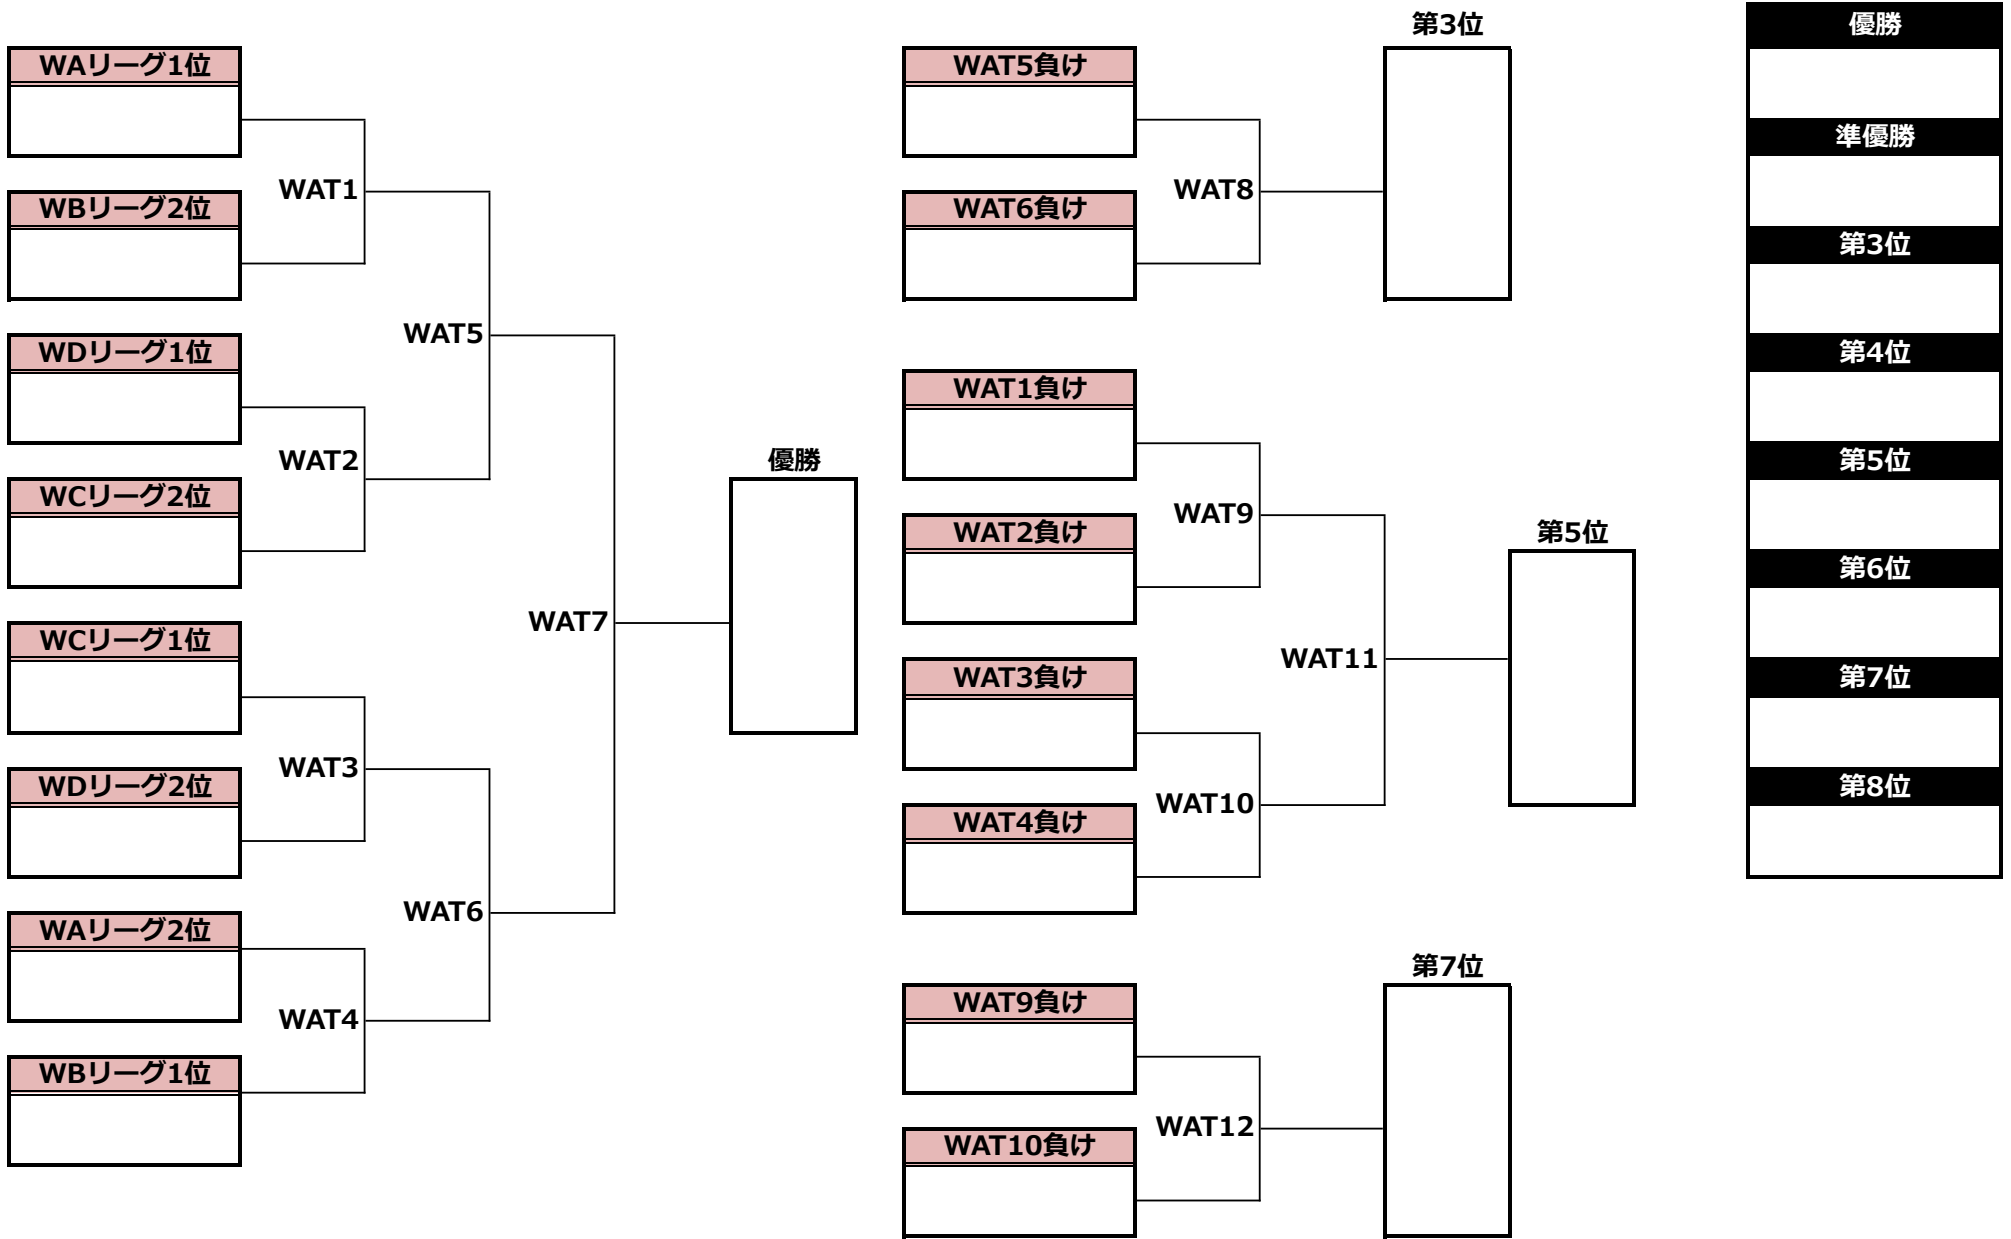 WAリーグ1位
WAT1
WBリーグ2位
WAT5
WDリーグ1位
WAT2
WCリーグ2位
優勝
WAT7
WCリーグ1位
WAT3
WDリーグ2位
WAT6
WAリーグ2位
WAT4
WBリーグ1位
第3位
WAT5負け
WAT8
WAT6負け
WAT1負け
WAT9
WAT2負け
第5位
WAT11
WAT3負け
WAT10
WAT4負け
第7位
WAT9負け
WAT12
WAT10負け
優勝
準優勝
第3位
第4位
第5位
第6位
第7位
第8位